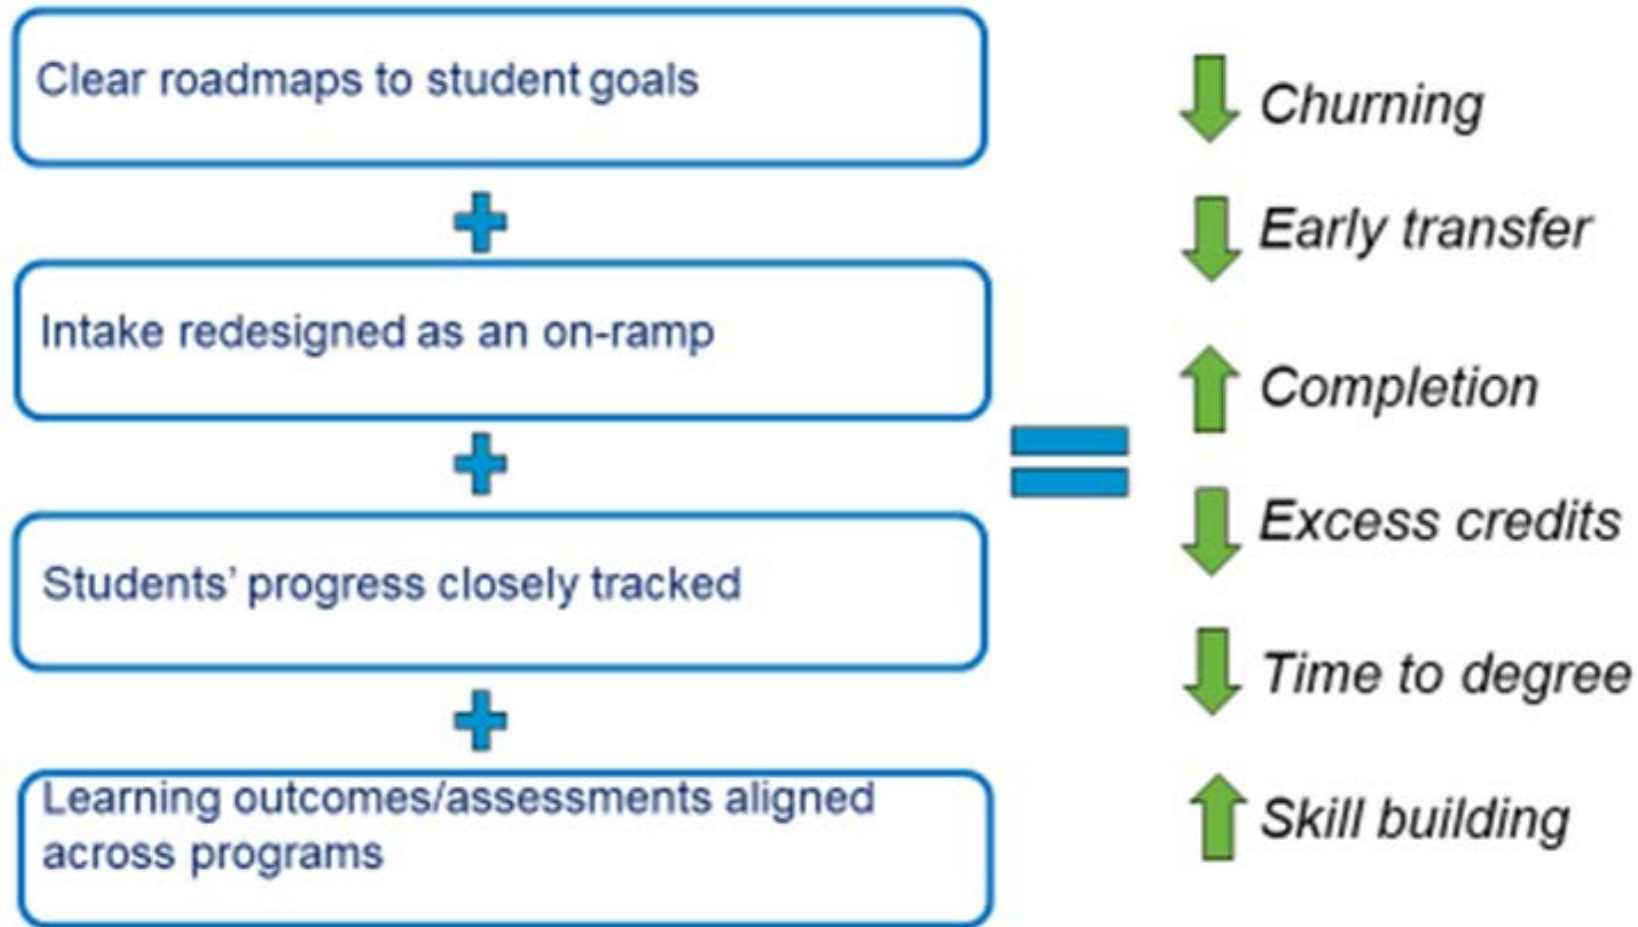 Clear roadmaps to student goals
Intake redesigned as an on-ramp
Students’ progress closely tracked
Learning outcomes/assessments aligned
across programs
Churning
Early transfer
Completion
Excess credits
Time to degree
Skill building